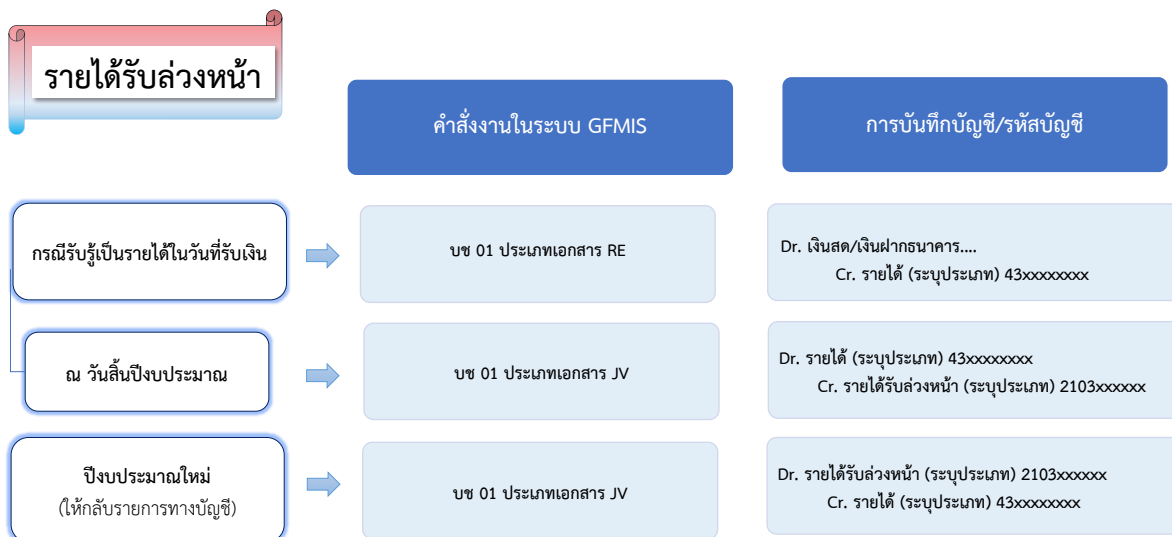 รายได้รับล่วงหน้า
คำสั่งงานในระบบ GFMIS
การบันทึกบัญชี/รหัสบัญชี
กรณีรับรู้เป็นรายได้ในวันที่รับเงิน
บช 01 ประเภทเอกสาร RE
Dr. เงินสด/เงินฝากธนาคาร....
Cr. รายได้ (ระบุประเภท) 43xxxxxxxx
ณ วันสิ้นปีงบประมาณ
บช 01 ประเภทเอกสาร JV
Dr. รายได้ (ระบุประเภท) 43xxxxxxxx
Cr. รายได้รับล่วงหน้า (ระบุประเภท) 2103xxxxxx
ปีงบประมาณใหม่
(ให้กลับรายการทางบัญชี)
บช 01 ประเภทเอกสาร JV
Dr. รายได้รับล่วงหน้า (ระบุประเภท) 2103xxxxxx
Cr. รายได้ (ระบุประเภท) 43xxxxxxxx